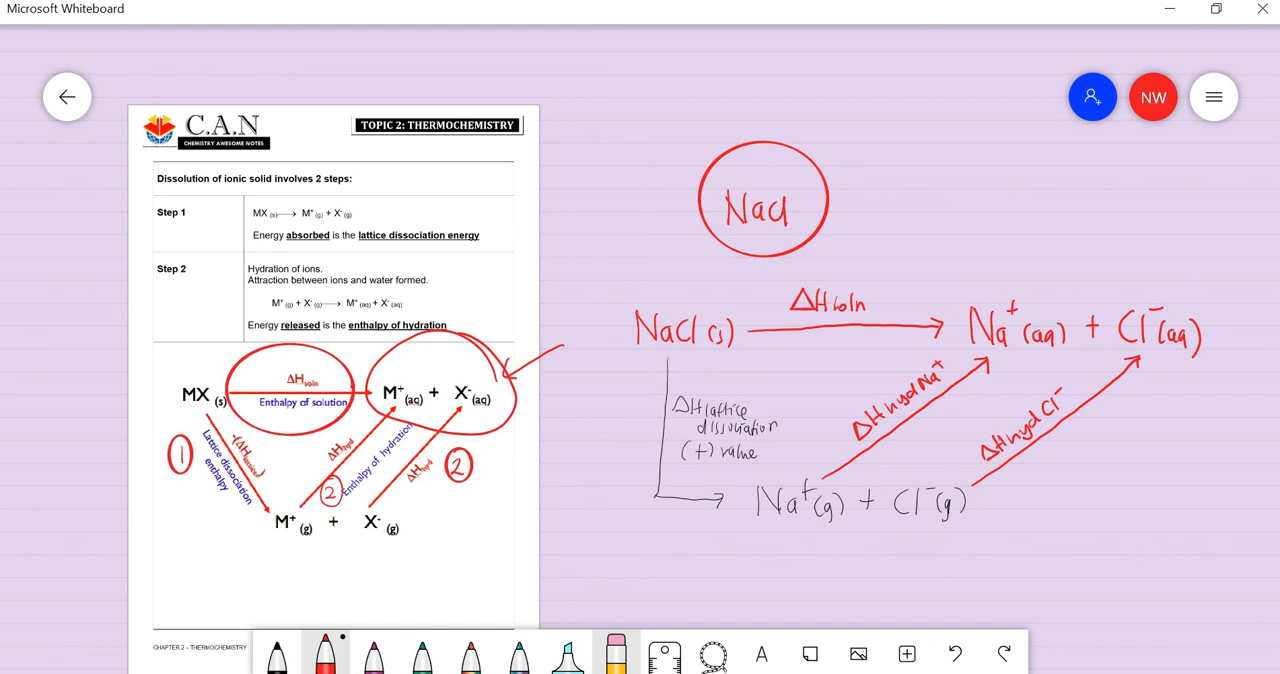 Microsoft Whiteboard
NW
C.A.N
CHEMISTRY AWESOME NOTES
TOPIC 2: THERMOCHEMISTRY
Dissolution of ionic solid involves 2 steps:
Step 1
MX (s) ⟶ M⁺ (g) + X⁻ (g)
Energy absorbed is the lattice dissociation energy
Step 2
Hydration of ions.
Attraction between ions and water formed.
M⁺ (g) + X⁻ (g) ⟶ M⁺ (aq) + X⁻ (aq)
Energy released is the enthalpy of hydration
ΔHsoln
MX (s) Enthalpy of solution M⁺(aq) + X⁻(aq)
1
Lattice dissociation enthalpy
-(ΔHlattice)
ΔHhyd
2
Enthalpy of hydration
ΔHhyd
2
M⁺(g) + X⁻(g)
CHAPTER 2 – THERMOCHEMISTRY
NaCl
ΔHsoln
NaCl(s) ⟶ Na⁺(aq) + Cl⁻(aq)
ΔHlattice
dissociation
(+) value
ΔHhydNa⁺
ΔHhydCl⁻
Na⁺(g) + Cl⁻(g)
A